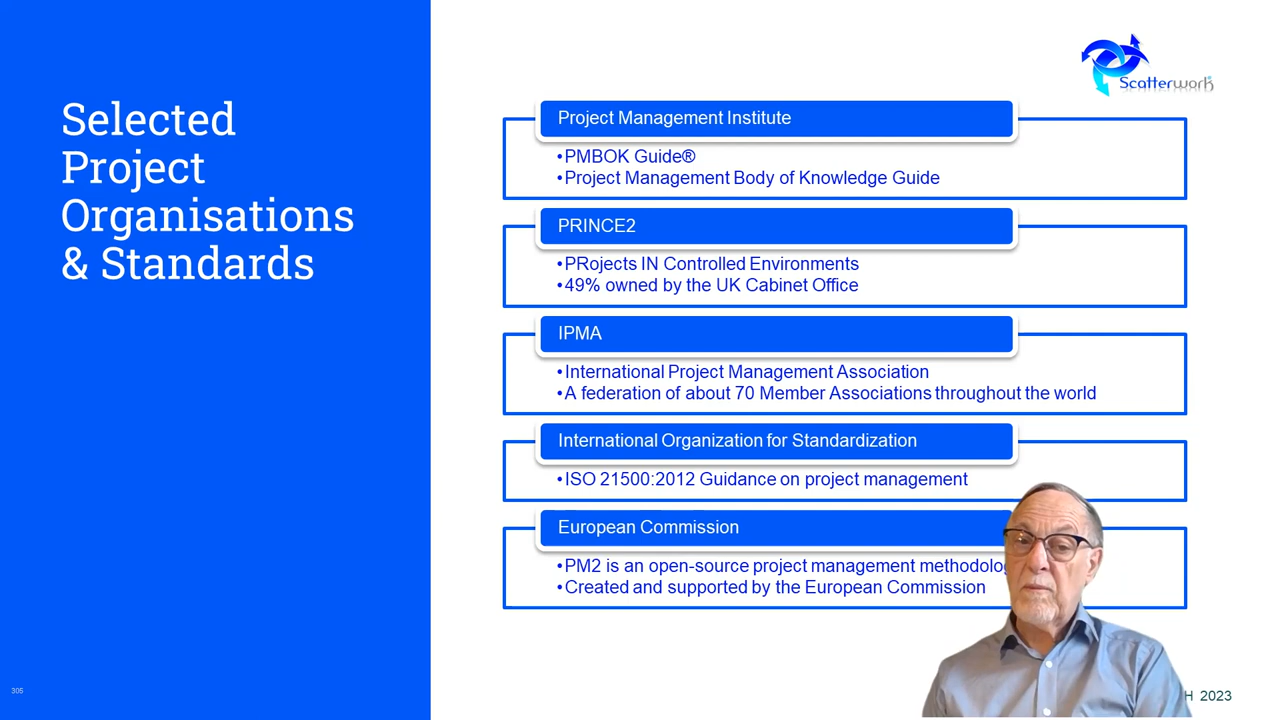 Selected
Project
Organisations
& Standards
Scatterwork
Project Management Institute
•PMBOK Guide®
•Project Management Body of Knowledge Guide
PRINCE2
•PRojects IN Controlled Environments
•49% owned by the UK Cabinet Office
IPMA
•International Project Management Association
•A federation of about 70 Member Associations throughout the world
International Organization for Standardization
•ISO 21500:2012 Guidance on project management
European Commission
•PM2 is an open-source project management
•Created and supported by the European Commission
305
H 2023